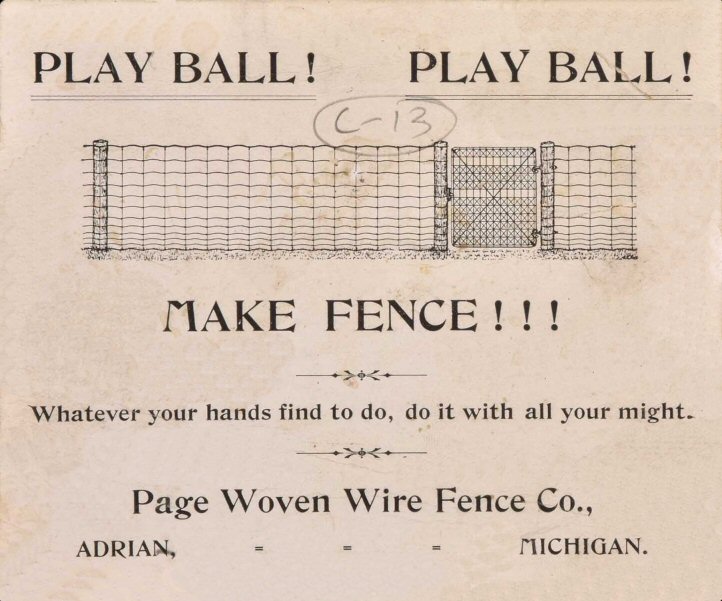 PLAY BALL! PLAY BALL!
C-13
MAKE FENCE!!!
Whatever your hands find to do, do it with all your might.
Page Woven Wire Fence Co.,
ADRIAN, = = = MICHIGAN.